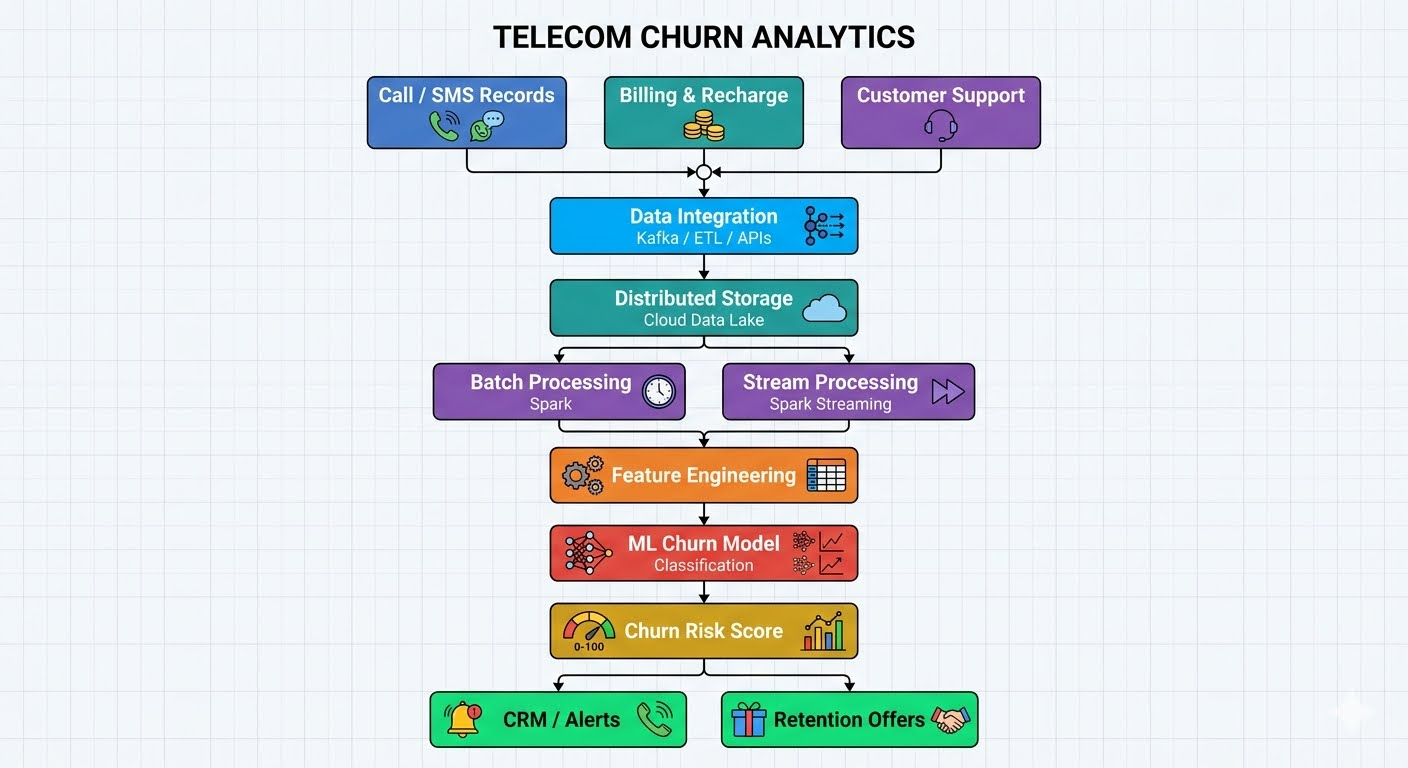 TELECOM CHURN ANALYTICS
Call / SMS Records
Billing & Recharge
Customer Support
Data Integration
Kafka / ETL / APIs
Distributed Storage
Cloud Data Lake
Batch Processing
Spark
Stream Processing
Spark Streaming
Feature Engineering
ML Churn Model
Classification
0-100
Churn Risk Score
1
CRM / Alerts
Retention Offers